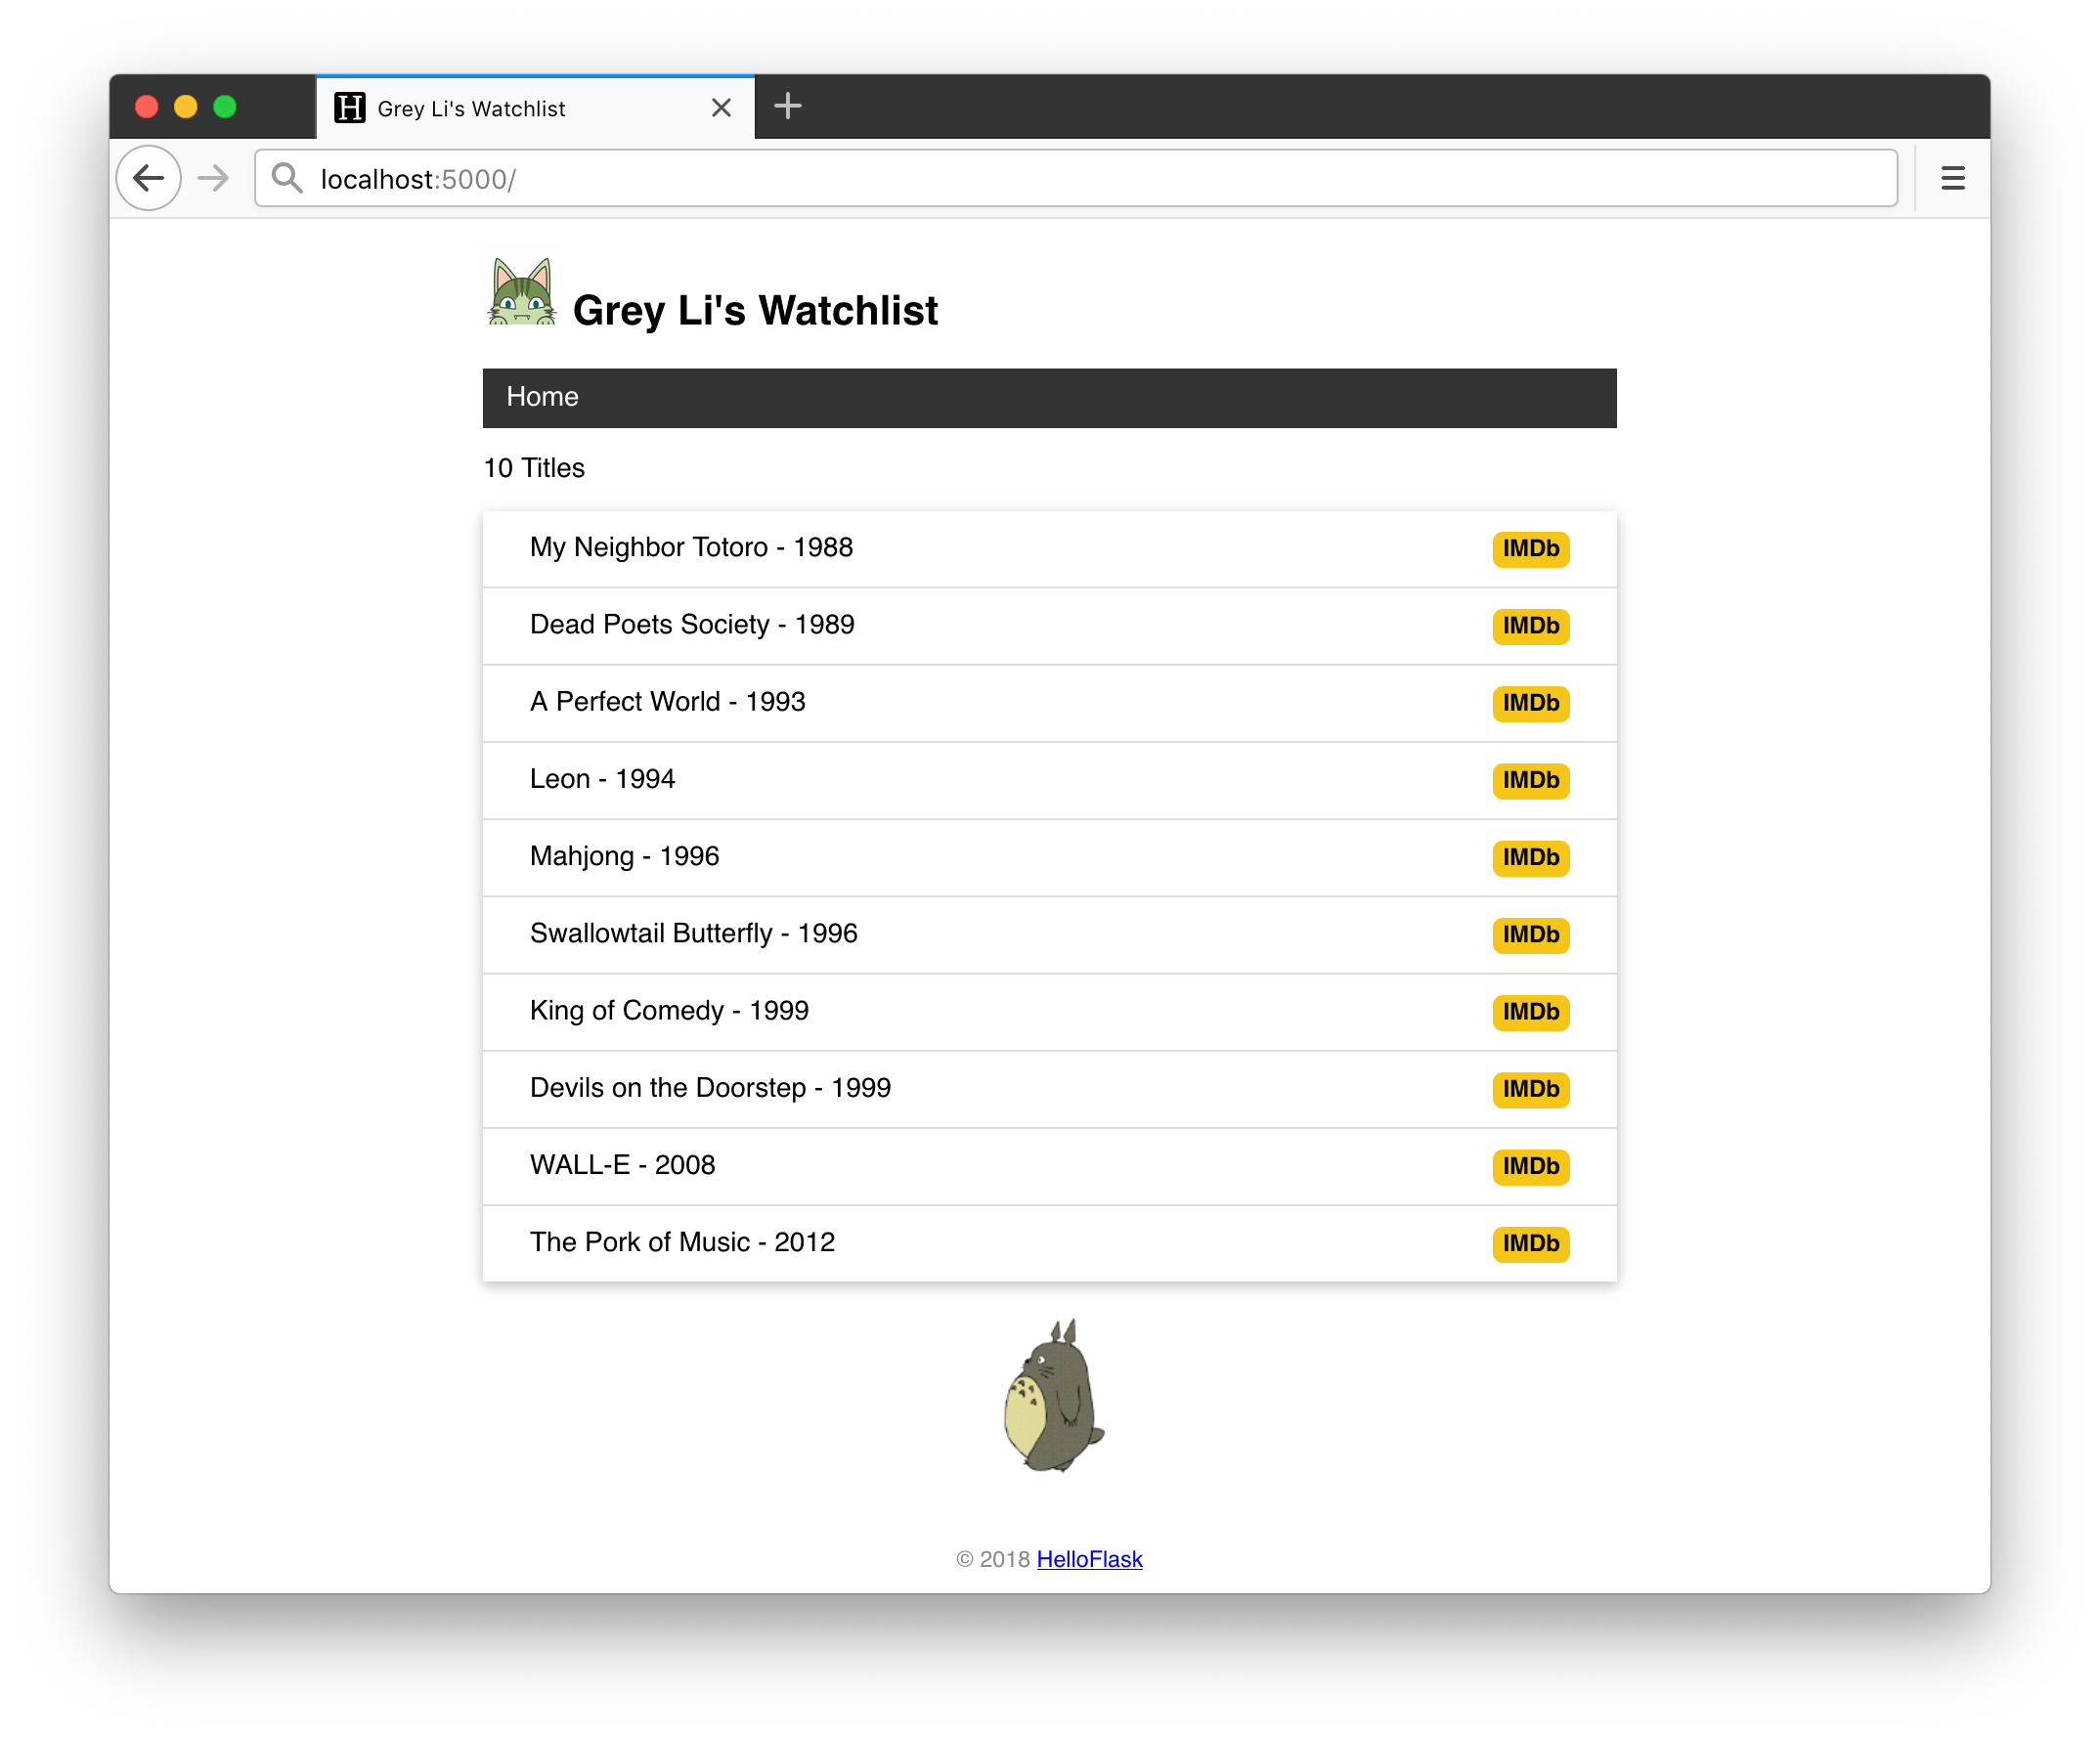 H Grey Li's Watchlist
localhost:5000/
Grey Li's Watchlist
Home
10 Titles
My Neighbor Totoro - 1988 IMDb
Dead Poets Society - 1989 IMDb
A Perfect World - 1993 IMDb
Leon - 1994 IMDb
Mahjong - 1996 IMDb
Swallowtail Butterfly - 1996 IMDb
King of Comedy - 1999 IMDb
Devils on the Doorstep - 1999 IMDb
WALL-E - 2008 IMDb
The Pork of Music - 2012 IMDb
© 2018 HelloFlask